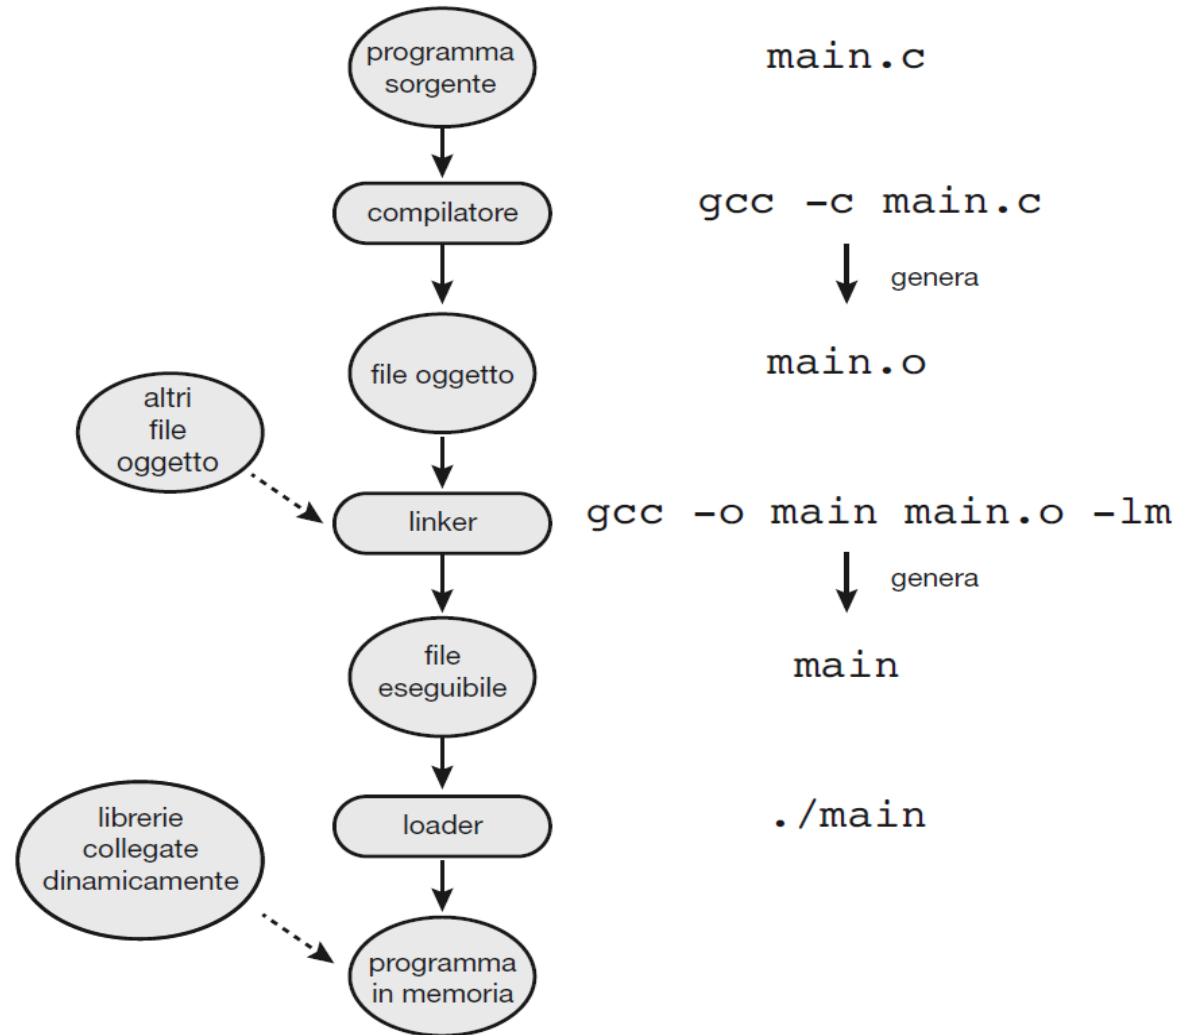 programma
sorgente
main.c
compilatore
gcc -c main.c
genera
file oggetto
main.o
altri
file
oggetto
linker
gcc -o main main.o -lm
genera
file
eseguibile
main
loader
./main
librerie
collegate
dinamicamente
programma
in memoria